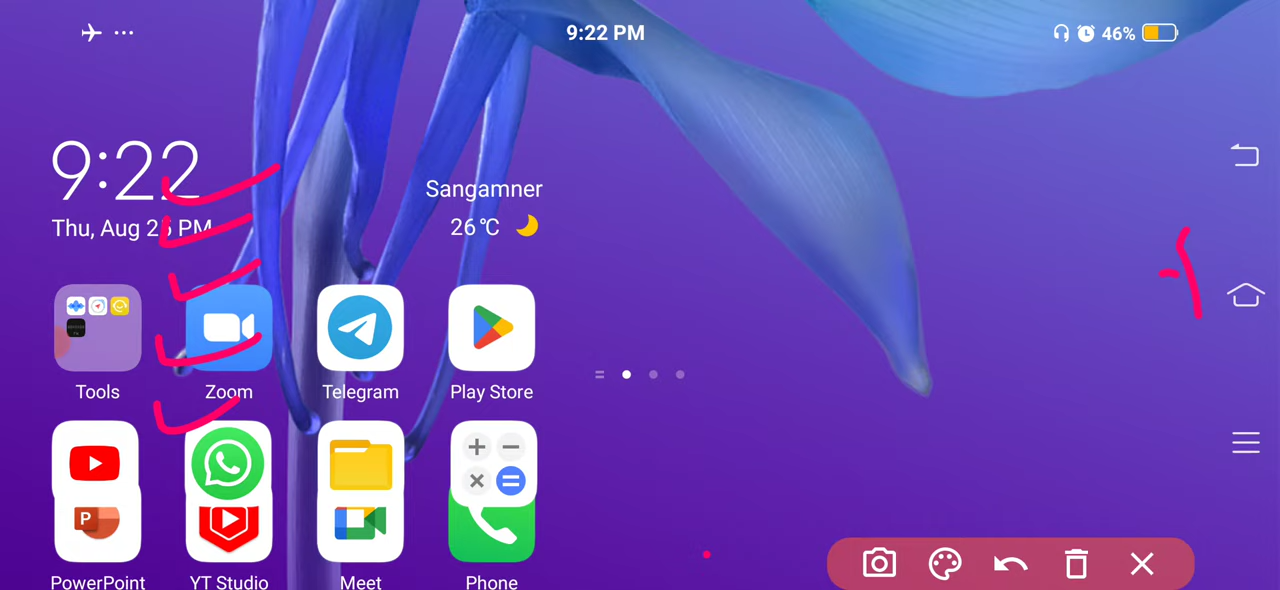 9:22 PM
46%
9:22
Thu, Aug 25 PM
Sangamner
26°C
Tools
Zoom
Telegram
Play Store
PowerPoint
YT Studio
Meet
Phone